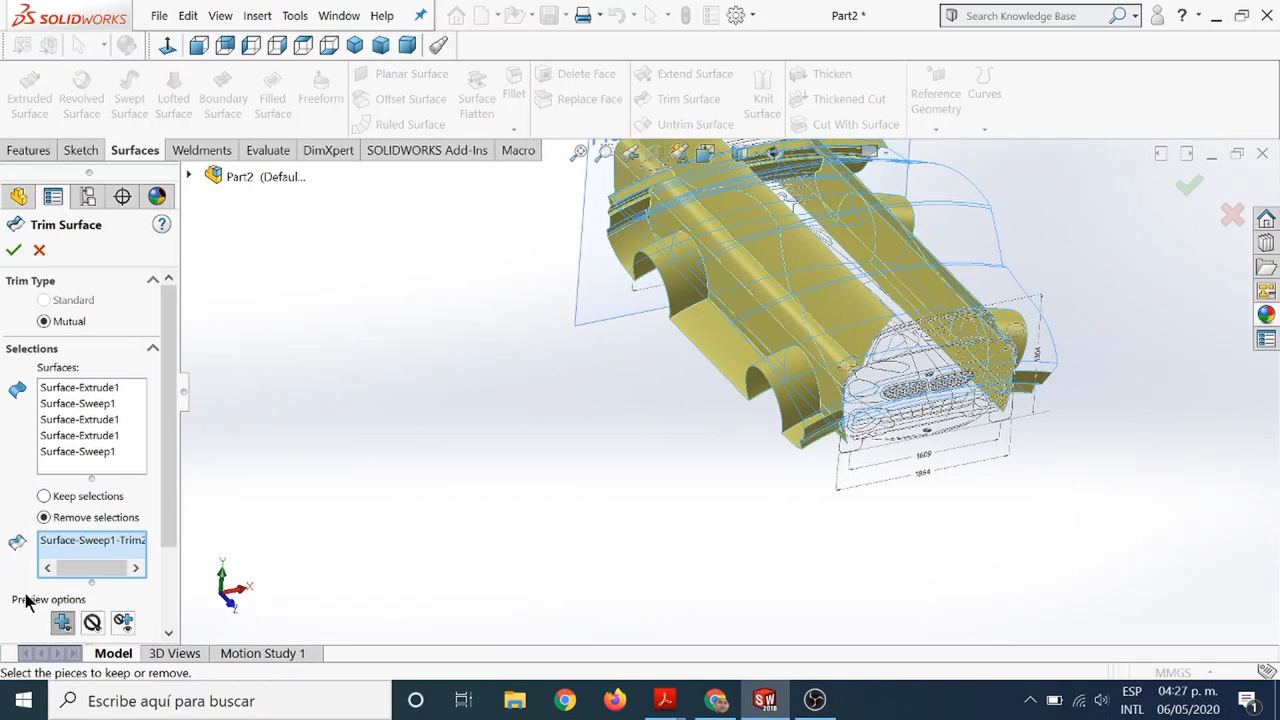 SOLIDWORKS File Edit View Insert Tools Window Help Part2 * Search Knowledge Base ?
Extruded Surface
Revolved Surface
Swept Surface
Lofted Surface
Boundary Surface
Filled Surface
Freeform
Planar Surface
Offset Surface
Ruled Surface
Surface Flatten
Fillet
Delete Face
Replace Face
Extend Surface
Trim Surface
Untrim Surface
Knit Surface
Thicken
Thickened Cut
Cut With Surface
Reference Geometry
Curves
Features Sketch Surfaces Weldments Evaluate DimXpert SOLIDWORKS Add-Ins Macro
Part2 (Defaul...
Trim Surface ?
Trim Type
Standard
Mutual
Selections
Surfaces:
Surface-Extrude1
Surface-Sweep1
Surface-Extrude1
Surface-Extrude1
Surface-Sweep1
Keep selections
Remove selections
Surface-Sweep1-Trim2
Preview options
1609
1864
Y
X
Z
Model 3D Views Motion Study 1
Select the pieces to keep or remove.
MMGS
Escribe aquí para buscar
SW
2018
ESP
INTL
04:27 p. m.
06/05/2020
1